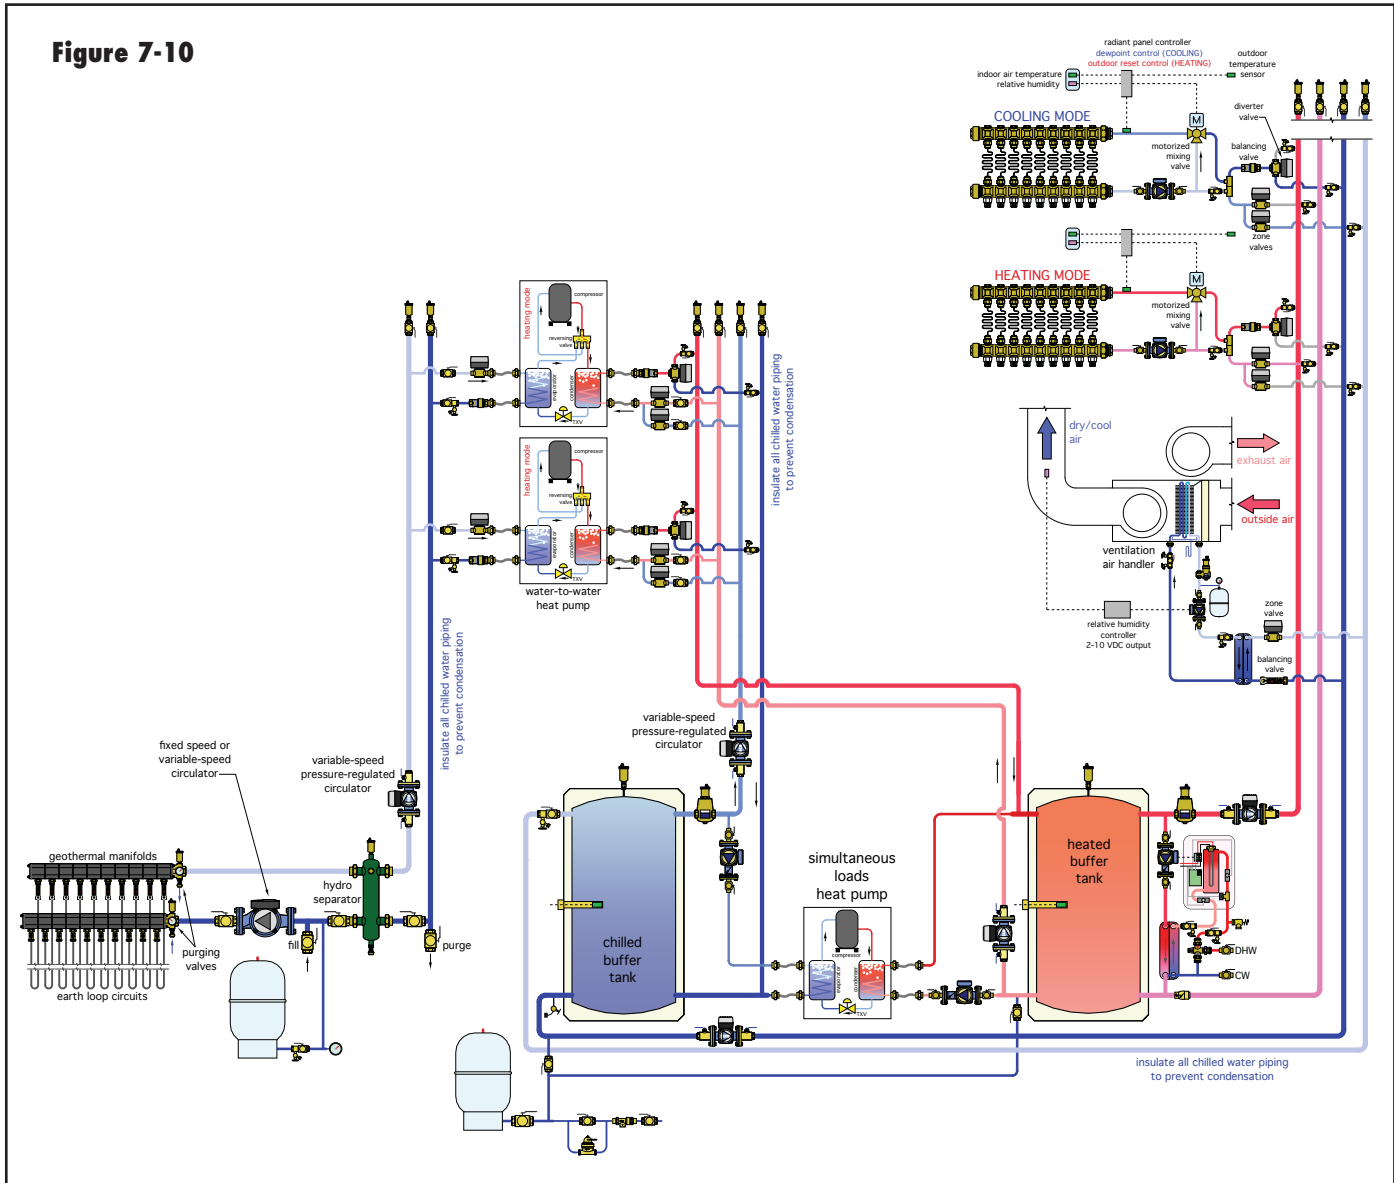 Figure 7-10
radiant panel controller
dewpoint control (COOLING)
outdoor reset control (HEATING)
outdoor
temperature
sensor
indoor air temperature
relative humidity
COOLING MODE
M
motorized
mixing
valve
diverter
valve
balancing
valve
zone
valves
HEATING MODE
M
motorized
mixing
valve
heating mode
compressor
reversing
valve
evaporator
condenser
TXV
heating mode
compressor
reversing
valve
evaporator
condenser
TXV
water-to-water
heat pump
insulate all chilled water piping
to prevent condensation
insulate all chilled water piping
to prevent condensation
dry/cool
air
exhaust air
outside air
ventilation
air handler
relative humidity
controller
2-10 VDC output
zone
valve
balancing
valve
variable-speed
pressure-regulated
circulator
fixed speed or
variable-speed
circulator
variable-speed
pressure-regulated
circulator
geothermal manifolds
hydro
separator
purging
valves
fill
purge
earth loop circuits
chilled
buffer
tank
simultaneous
loads
heat pump
compressor
evaporator
condenser
TXV
heated
buffer
tank
DHW
CW
insulate all chilled water piping
to prevent condensation